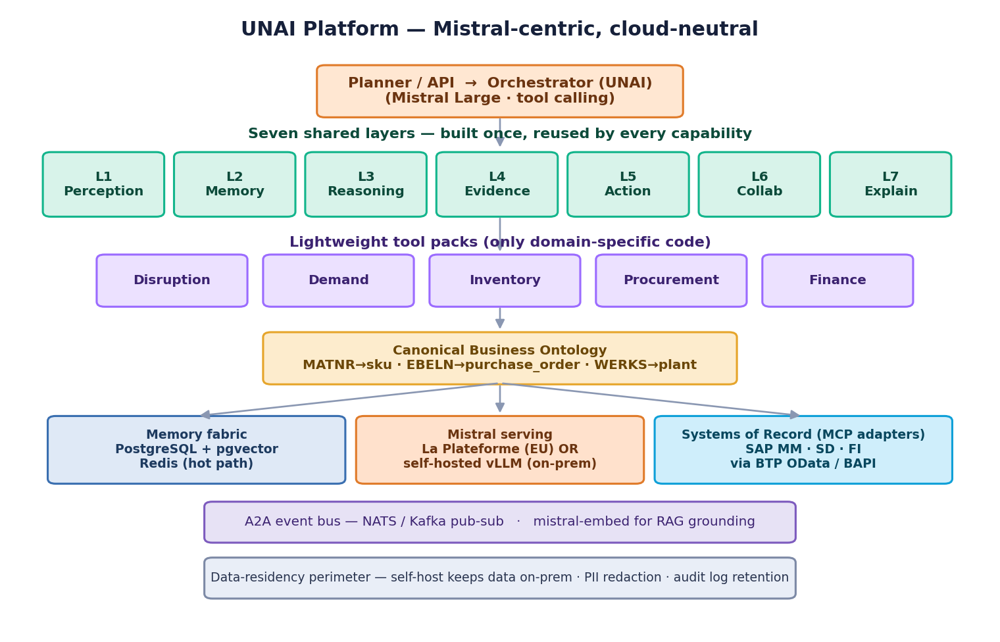 UNAI Platform — Mistral-centric, cloud-neutral
Planner / API → Orchestrator (UNAI)
(Mistral Large · tool calling)
Seven shared layers — built once, reused by every capability
L1
Perception
L2
Memory
L3
Reasoning
L4
Evidence
L5
Action
L6
Collab
L7
Explain
Lightweight tool packs (only domain-specific code)
Disruption
Demand
Inventory
Procurement
Finance
Canonical Business Ontology
MATNR→sku · EBELN→purchase_order · WERKS→plant
Memory fabric
PostgreSQL + pgvector
Redis (hot path)
Mistral serving
La Plateforme (EU) OR
self-hosted vLLM (on-prem)
Systems of Record (MCP adapters)
SAP MM · SD · FI
via BTP OData / BAPI
A2A event bus — NATS / Kafka pub-sub · mistral-embed for RAG grounding
Data-residency perimeter — self-host keeps data on-prem · PII redaction · audit log retention